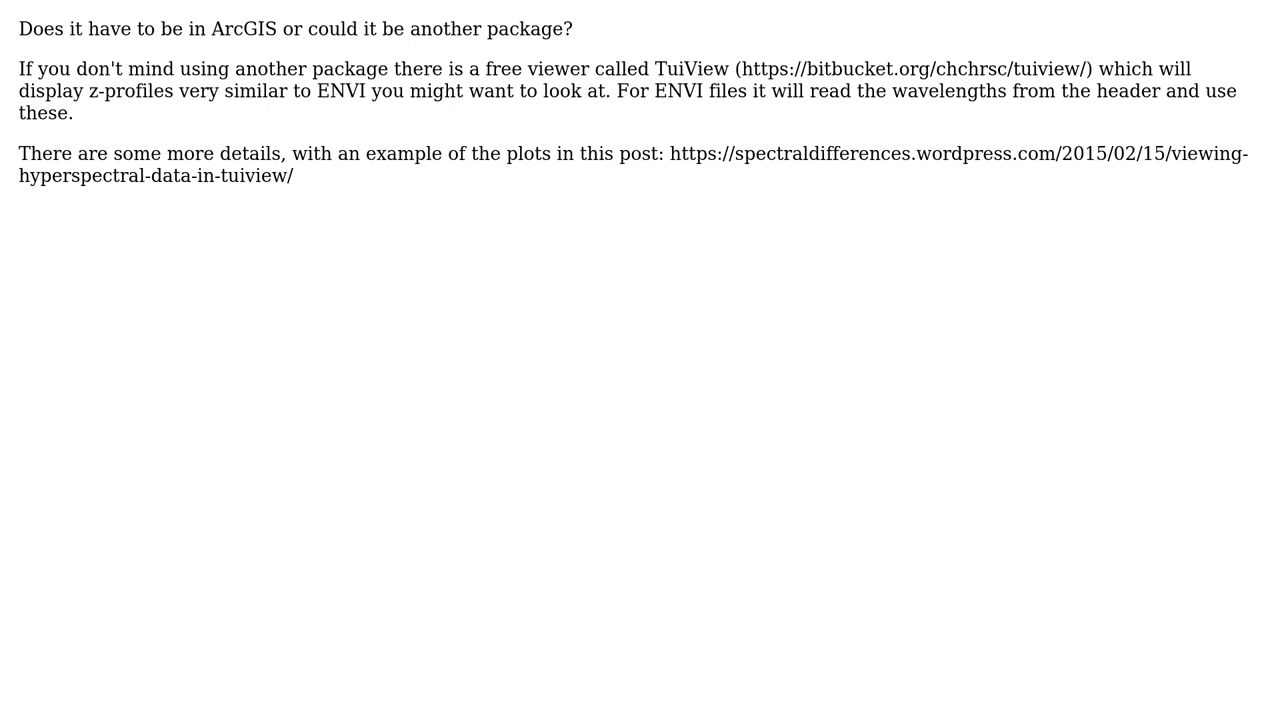 Does it have to be in ArcGIS or could it be another package?
If you don't mind using another package there is a free viewer called TuiView (https://bitbucket.org/chchrsc/tuiview/) which will
display z-profiles very similar to ENVI you might want to look at. For ENVI files it will read the wavelengths from the header and use
these.
There are some more details, with an example of the plots in this post: https://spectraldifferences.wordpress.com/2015/02/15/viewing-
hyperspectral-data-in-tuiview/